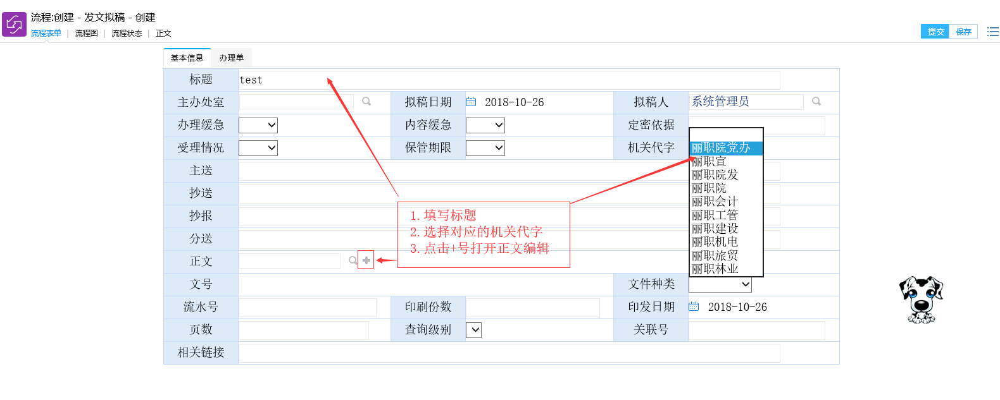 流程:创建 - 发文拟稿 - 创建
流程表单 | 流程图 | 流程状态 | 正文
提交 保存
基本信息 办理单
标题 test
主办处室 拟稿日期 2018-10-26 拟稿人 系统管理员
办理缓急 内容缓急 定密依据
受理情况 保管期限 机关代字
丽职院党办
丽职宣
丽职院发
丽职院
丽职会计
丽职工管
丽职建设
丽职机电
丽职旅贸
丽职林业
主送
抄送
抄报
分送
1.填写标题
2.选择对应的机关代字
3.点击+号打开正文编辑
正文
文号 文件种类
流水号 印刷份数 印发日期 2018-10-26
页数 查询级别 关联号
相关链接